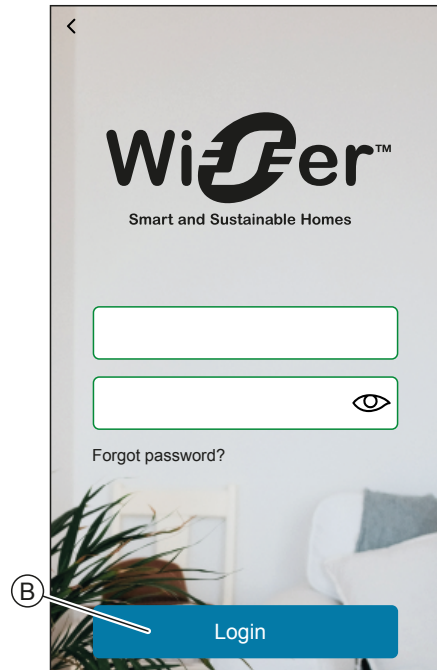 Wiser™
Smart and Sustainable Homes
Forgot password?
B
Login